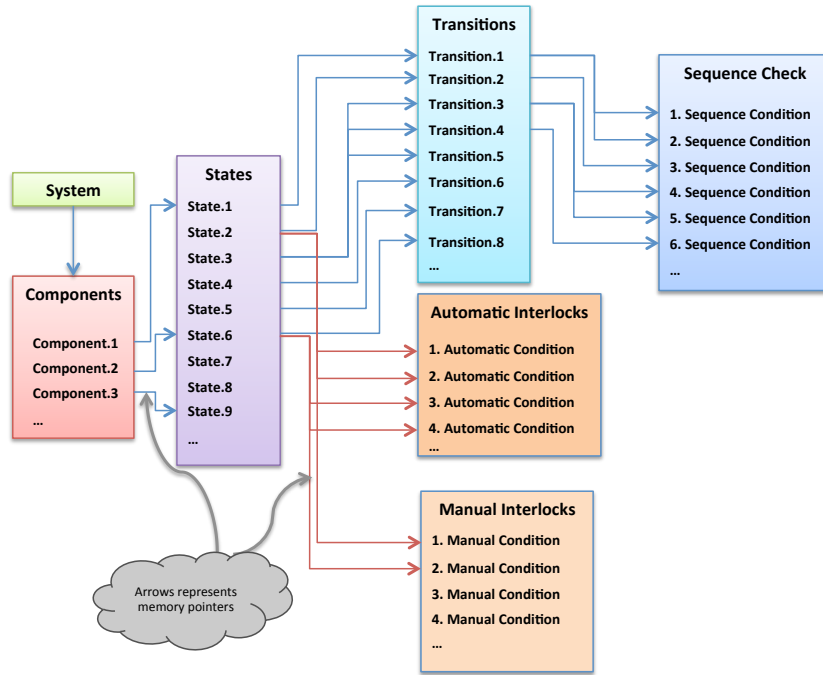 System
Components
Component.1
Component.2
Component.3
...
States
State.1
State.2
State.3
State.4
State.5
State.6
State.7
State.8
State.9
...
Transitions
Transition.1
Transition.2
Transition.3
Transition.4
Transition.5
Transition.6
Transition.7
Transition.8
...
Sequence Check
1. Sequence Condition
2. Sequence Condition
3. Sequence Condition
4. Sequence Condition
5. Sequence Condition
6. Sequence Condition
...
Automatic Interlocks
1. Automatic Condition
2. Automatic Condition
3. Automatic Condition
4. Automatic Condition
...
Manual Interlocks
1. Manual Condition
2. Manual Condition
3. Manual Condition
4. Manual Condition
...
Arrows represents
memory pointers